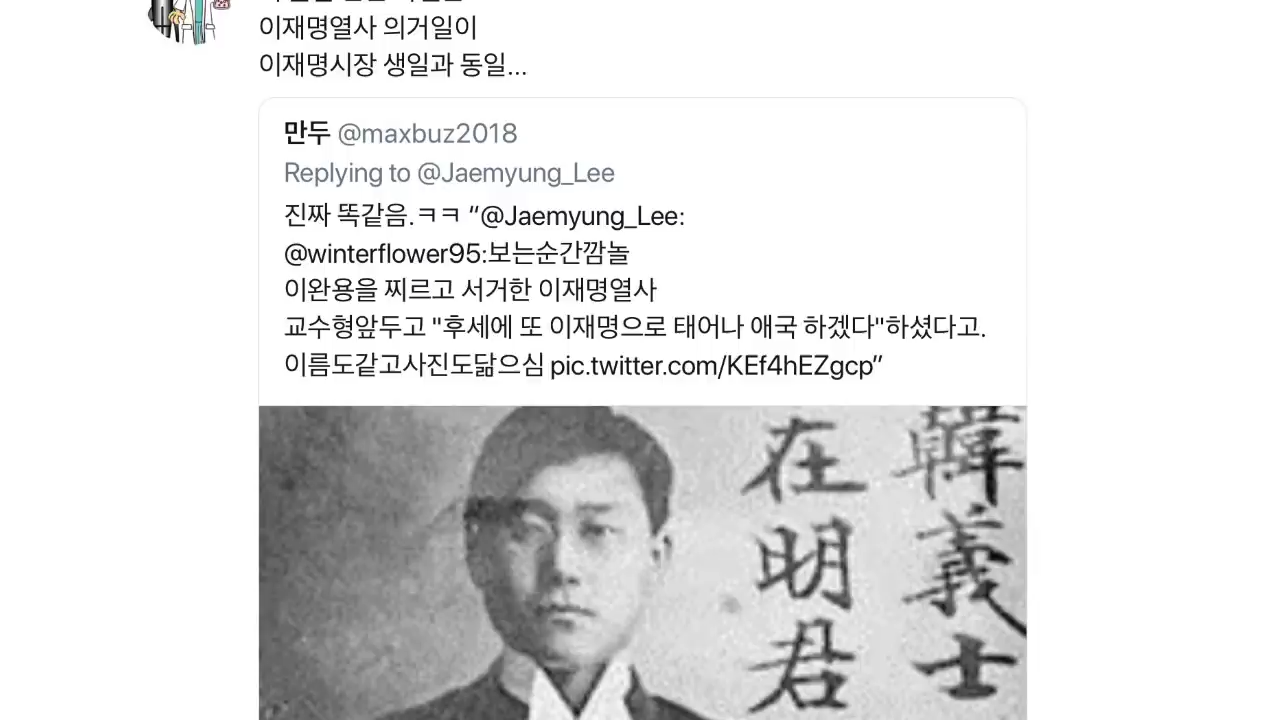 이재명열사 의거일이
이재명시장 생일과 동일...
만두 @maxbuz2018
Replying to @Jaemyung_Lee
진짜 똑같음.ㅋㅋ “@Jaemyung_Lee:
@winterflower95:보는순간깜놀
이완용을 찌르고 서거한 이재명열사
교수형앞두고 "후세에 또 이재명으로 태어나 애국 하겠다"하셨다고.
이름도같고사진도닮으심 pic.twitter.com/KEf4hEZgcp”
韓義士
在明君